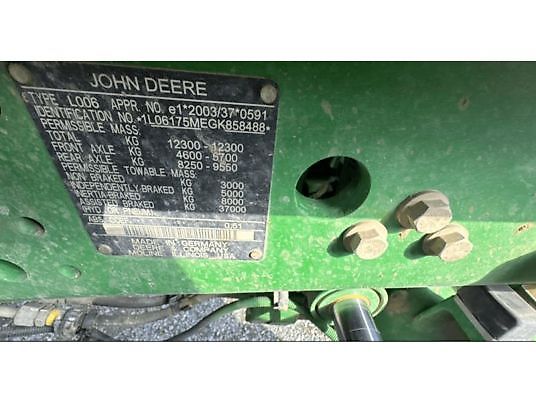 JOHN DEERE
TYPE L006 APPR. NO e1*2003/37*0591
IDENTIFICATION NO. *1L06175MEGK858488*
PERMISSIBLE MASS:
TOTAL KG 12300 - 12300
FRONT AXLE KG 4600 - 5700
REAR AXLE KG 8250 - 9550
PERMISSIBLE TOWABLE MASS:
NON-BRAKED KG 3000
INDEPENDENTLY-BRAKED KG 5000
INERTIA-BRAKED KG 8000
ASSISTED BRAKED KG 37000
0.51
MADE IN GERMANY
DEERE & COMPANY
MOLINE ILLINOIS USA